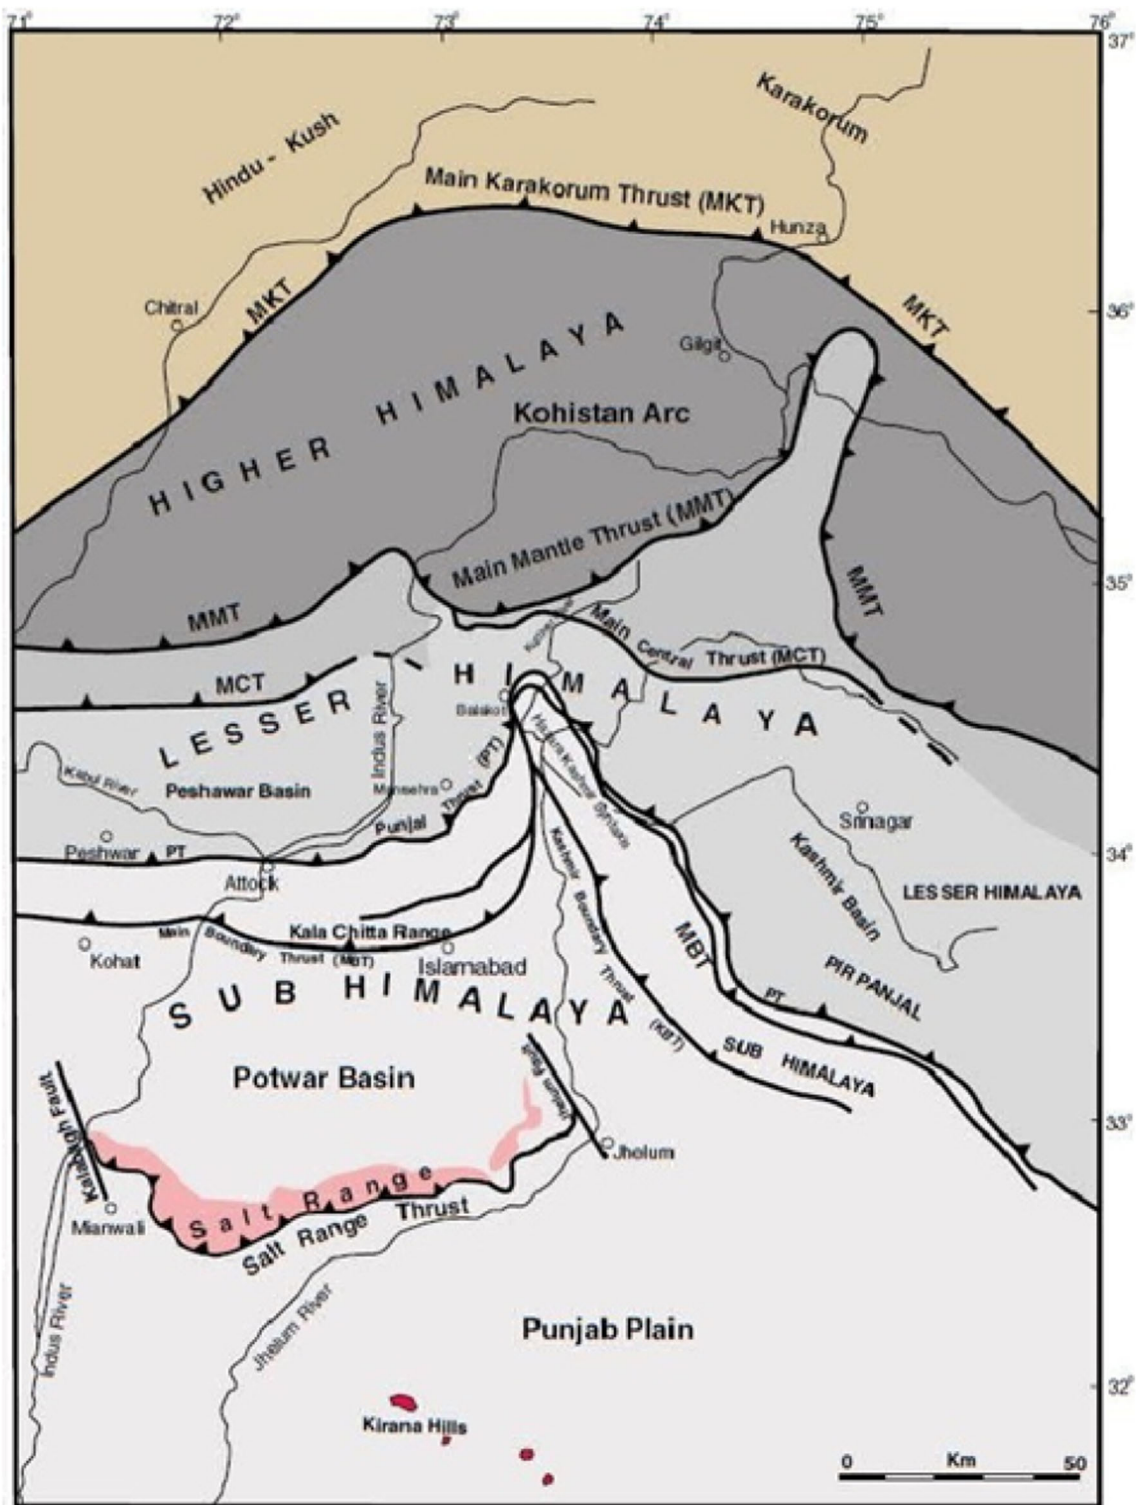 71°
72°
73°
74°
75°
76°
37°
Karakorum
Hindu - Kush
Main Karakorum Thrust (MKT)
Hunza
Chitral
MKT
MKT
36°
Gilgit
HIGHER HIMALAYA
Kohistan Arc
Main Mantle Thrust (MMT)
35°
MMT
MMT
Main Central Thrust (MCT)
MCT
LESSER HIMALAYA
Indus River
Balakot
Hazara Kashmir Syntaxis
Kabul River
Peshawar Basin
Mansehra
Punjal Thrust (PT)
Srinagar
Peshwar
PT
34°
Attock
Kashmir Basin
LESSER HIMALAYA
Kashmir Boundary Thrust (KBT)
Main Boundary Thrust (MBT)
Kala Chitta Range
MBT
Kohat
Islamabad
PIR PANJAL
SUB HIMALAYA
PT
SUB HIMALAYA
Potwar Basin
Kalabagh Fault
Jhelum Fault
33°
Jhelum
Salt Range
Mianwali
Salt Range Thrust
Indus River
Jhelum River
Punjab Plain
32°
Kirana Hills
0 Km 50